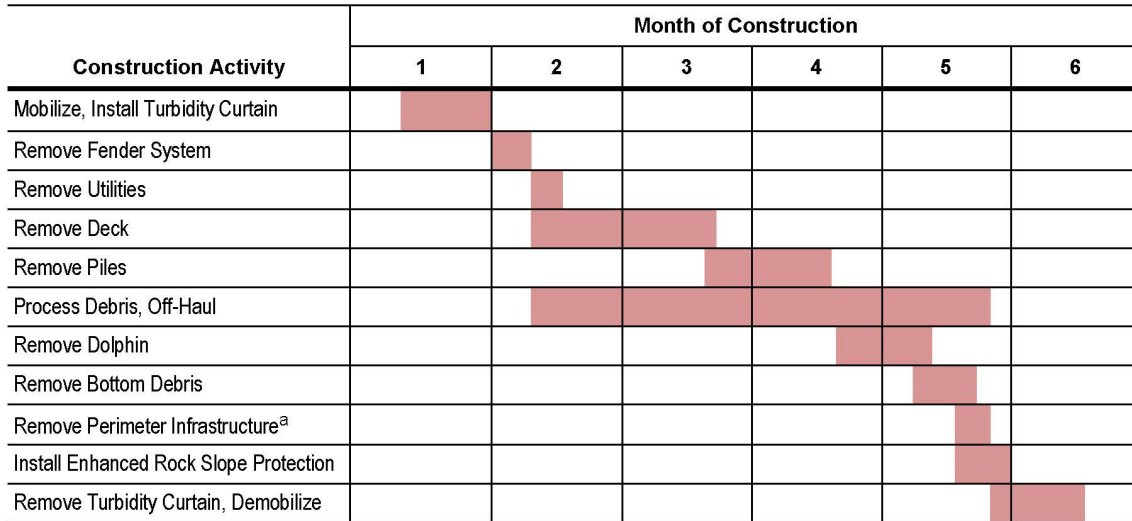 Month of Construction
Construction Activity 1 2 3 4 5 6
Mobilize, Install Turbidity Curtain
Remove Fender System
Remove Utilities
Remove Deck
Remove Piles
Process Debris, Off-Haul
Remove Dolphin
Remove Bottom Debris
Remove Perimeter Infrastructureᵃ
Install Enhanced Rock Slope Protection
Remove Turbidity Curtain, Demobilize